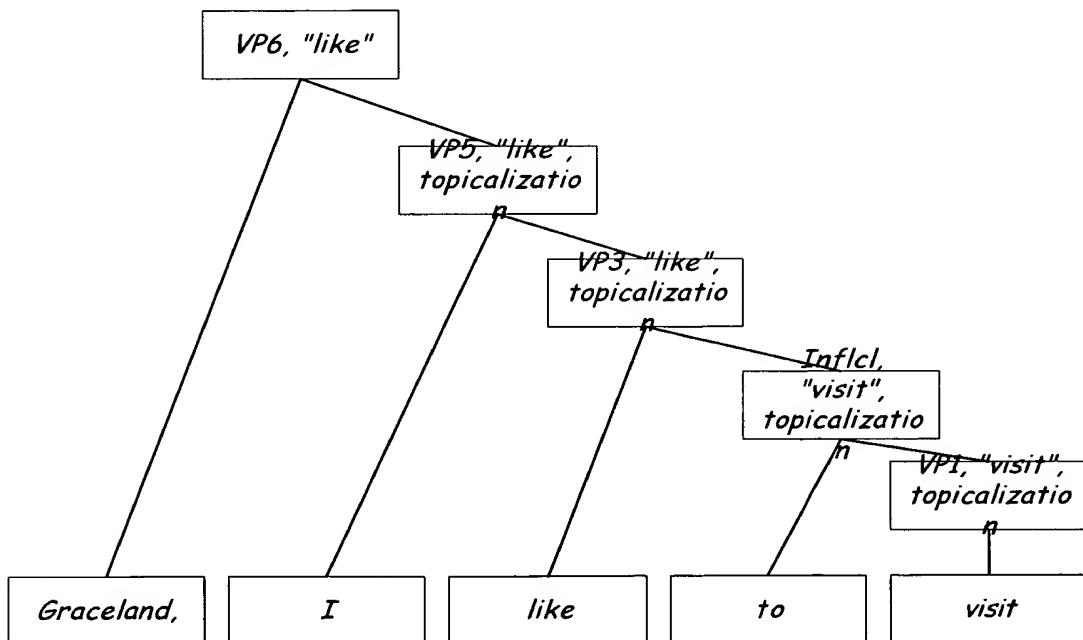 VP6, "like"
VP5, "like",
topicalizatio
n
VP3, "like",
topicalizatio
n
Inflcl,
"visit",
topicalizatio
n
VP1, "visit",
topicalizatio
n
Graceland,
I
like
to
visit